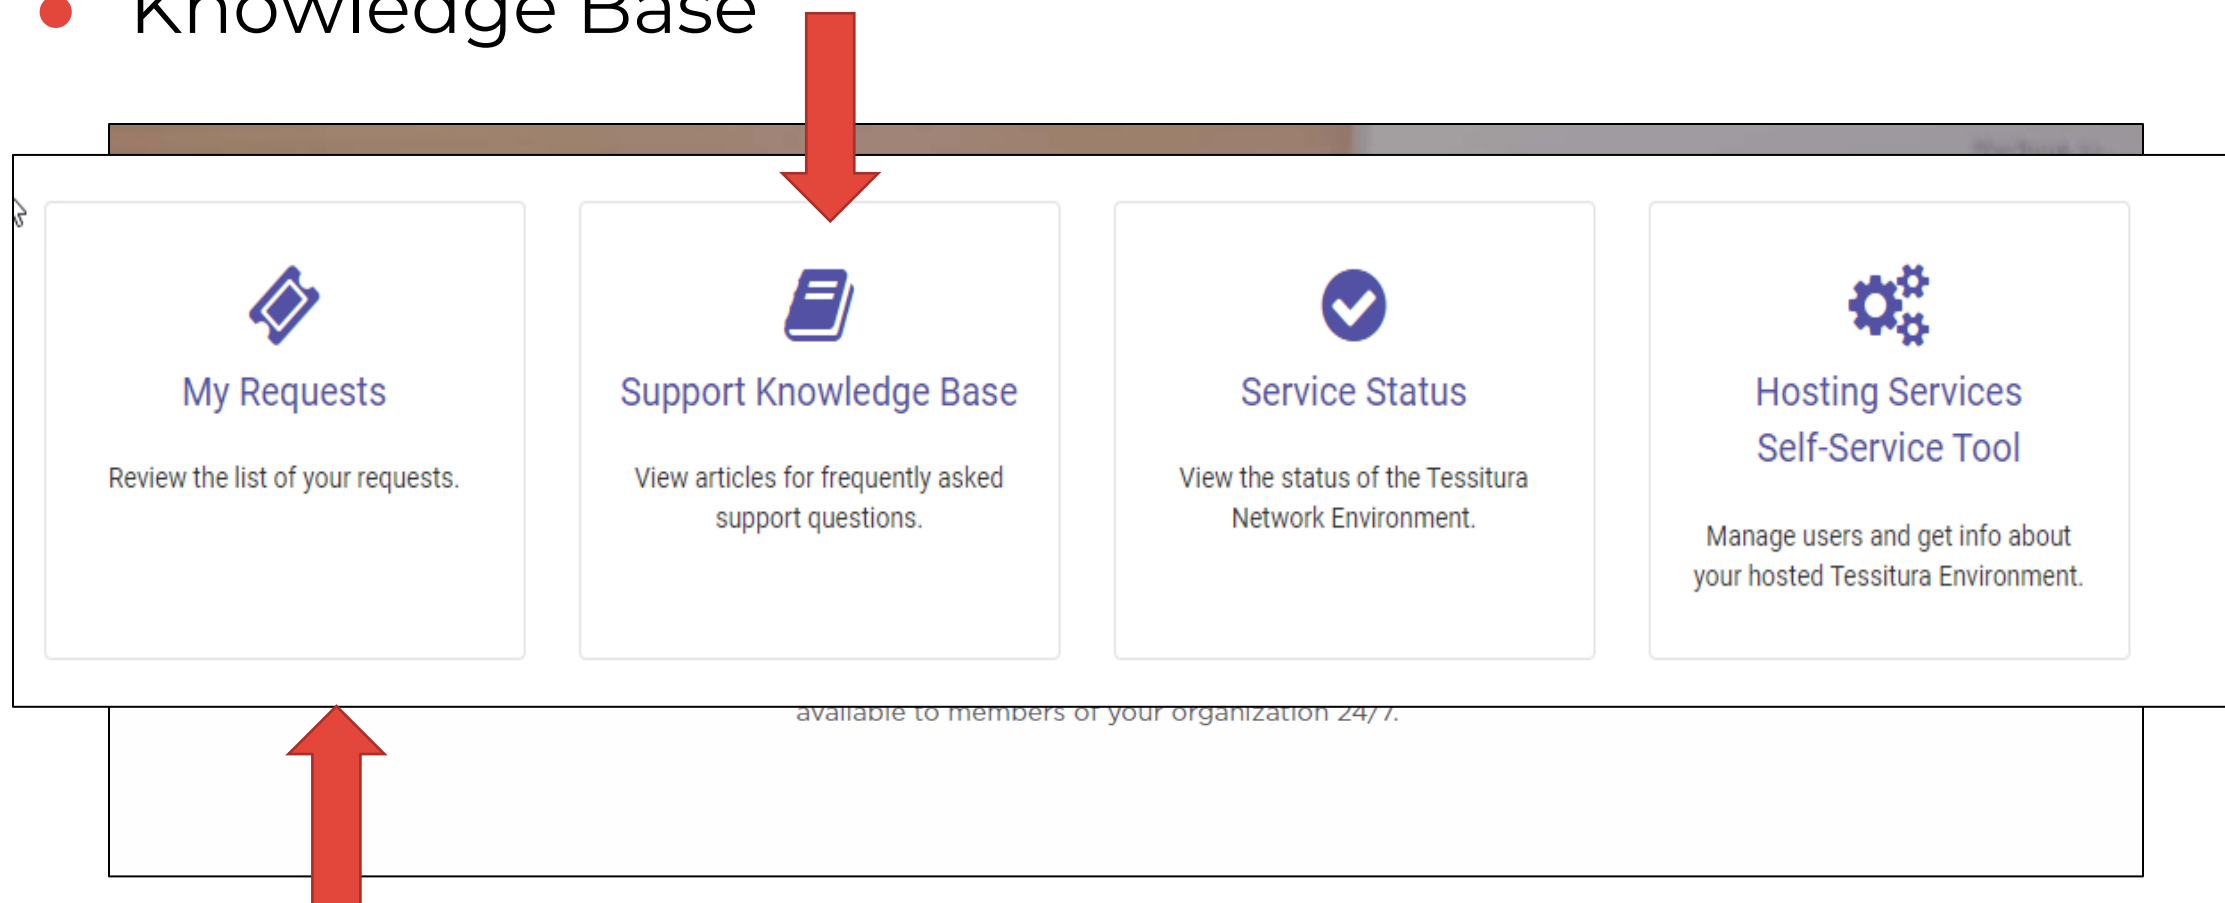 Knowledge Base
My Requests
Review the list of your requests.
Support Knowledge Base
View articles for frequently asked
support questions.
Service Status
View the status of the Tessitura
Network Environment.
Hosting Services
Self-Service Tool
Manage users and get info about
your hosted Tessitura Environment.
available to members of your organization 24/7.